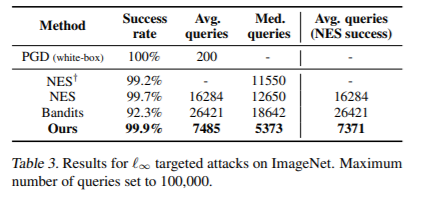 Method Success rate Avg. queries Med. queries Avg. queries (NES success)
PGD (white-box) 100% 200 - -
NES† 99.2% - 11550 -
NES 99.7% 16284 12650 16284
Bandits 92.3% 26421 18642 26421
Ours 99.9% 7485 5373 7371
Table 3. Results for ℓ∞ targeted attacks on ImageNet. Maximum
number of queries set to 100,000.